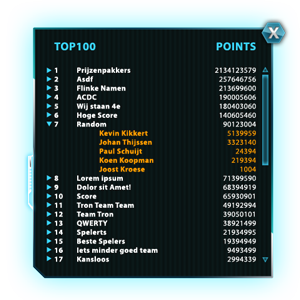 X
TOP100 POINTS
1 Prijzenpakkers 2134123579
2 Asdf 257646756
3 Flinke Namen 213699600
4 ACDC 190005606
5 Wij staan 4e 180403060
6 Hoge Score 140605460
7 Random 90123004
Kevin Kikkert 5139959
Johan Thijssen 3323140
Paul Schuijt 24394
Koen Koopman 219394
Joost Kroese 1004
8 Lorem ipsum 71399590
9 Dolor sit Amet! 68394919
10 Score 65930901
11 Tron Team Team 49192994
12 Team Tron 39050101
13 QWERTY 38921499
14 Spelerts 21934995
15 Beste Spelers 19394949
16 Iets minder goed team 9493499
17 Kansloos 2994339